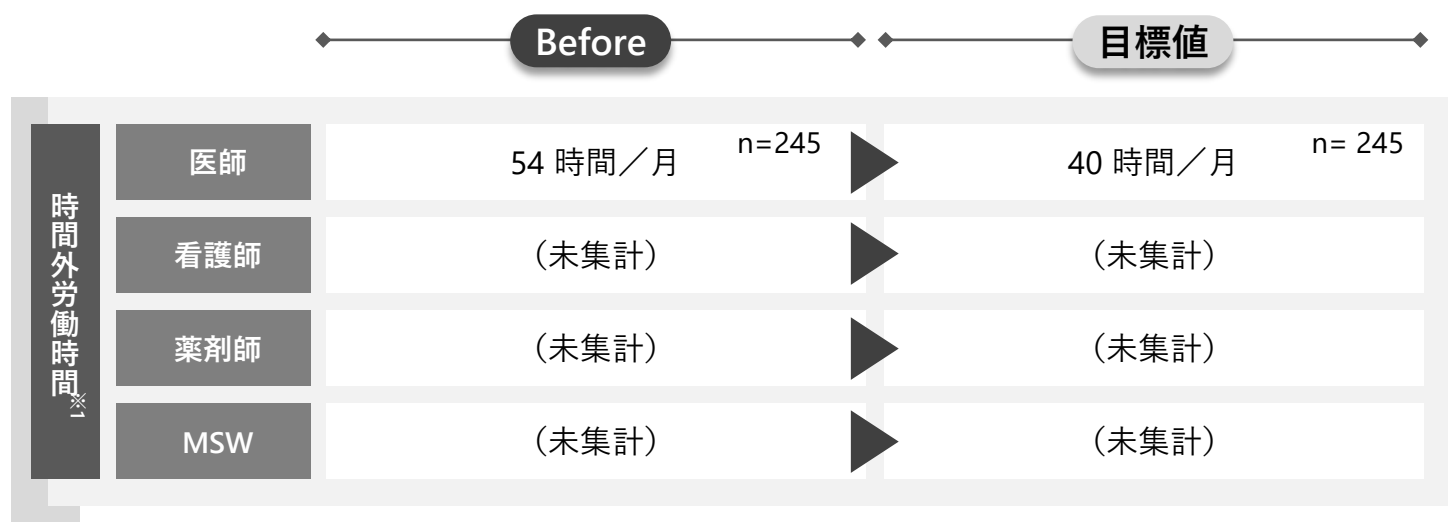 Before
目標値
時間外労働時間※1
医師
54 時間／月
n=245
40 時間／月
n= 245
看護師
（未集計）
（未集計）
薬剤師
（未集計）
（未集計）
MSW
（未集計）
（未集計）